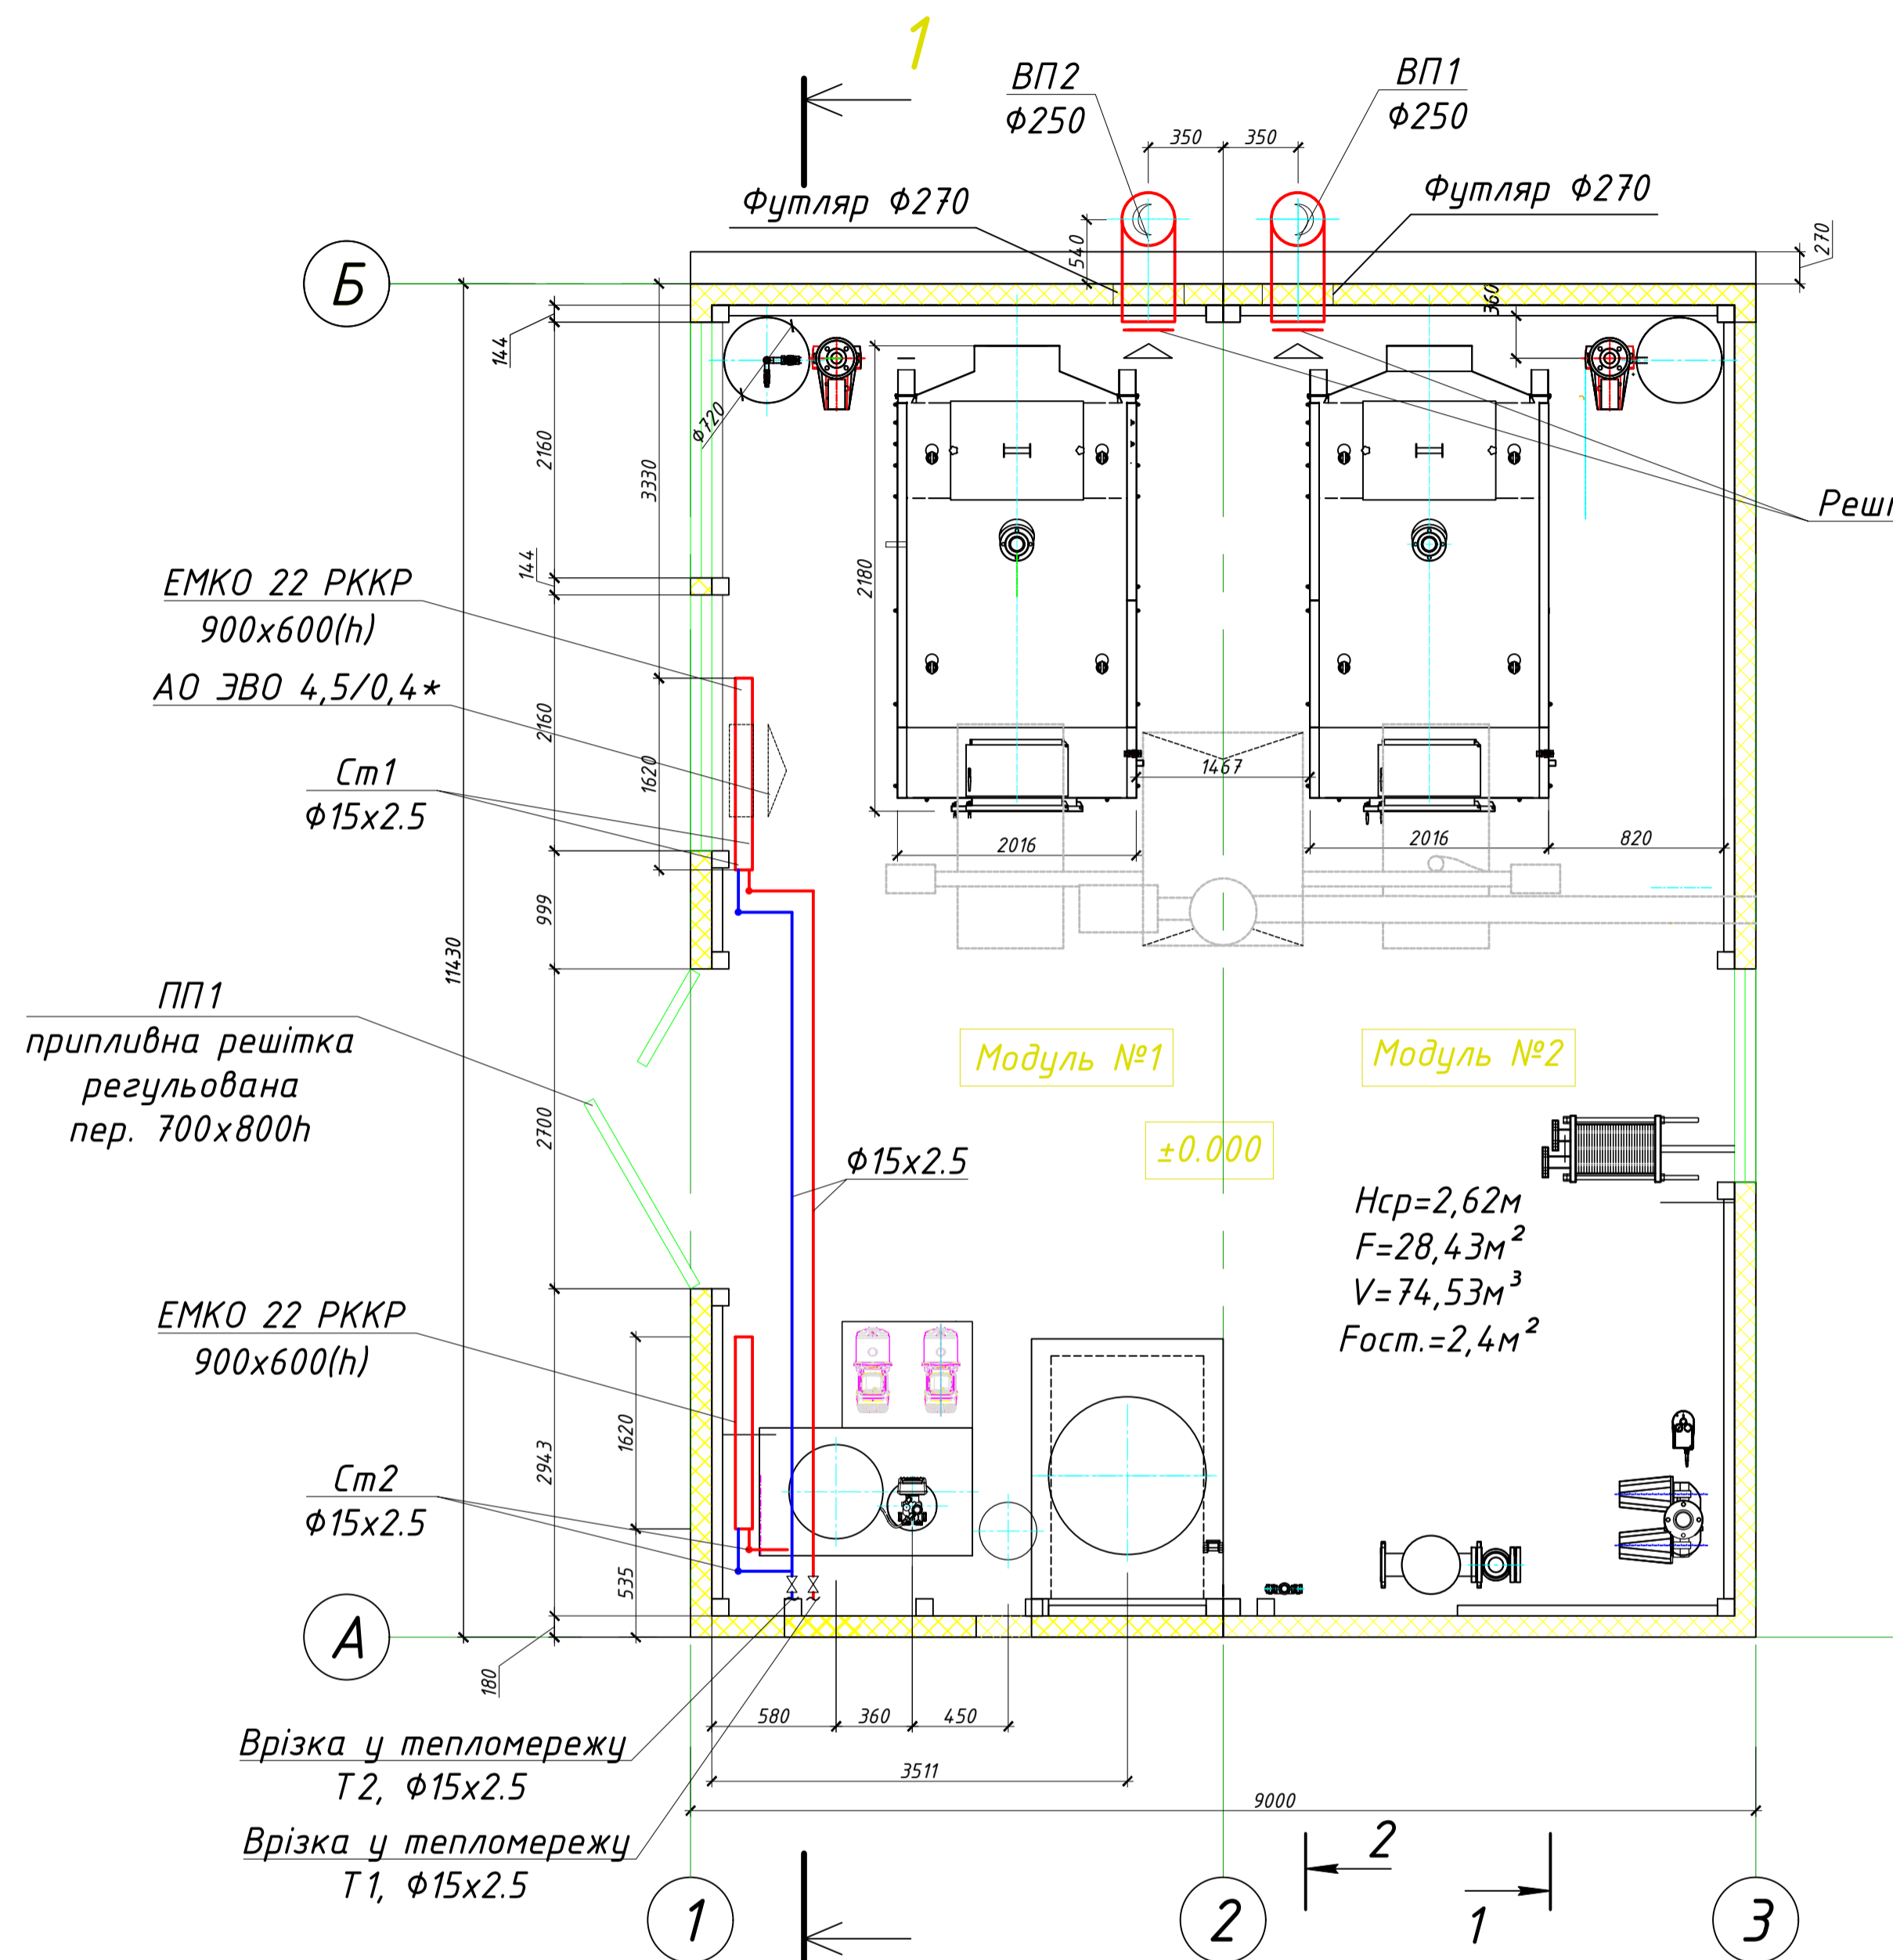 1
ВП2
Ф250
ВП1
Ф250
350
350
Футляр Ф270
Футляр Ф270
540
270
Б
360
144
Ф720
2160
3330
2180
144
ЕМКО 22 РККР
900х600(h)
АО ЭВО 4,5/0,4*
2160
1620
1467
Ст1
Ф15х2.5
2016
2016
820
999
11430
ПП1
припливна решітка
регульована
пер. 700х800h
Модуль №1
Модуль №2
2700
±0.000
Ф15х2.5
Нср=2,62м
F=28,43м²
V=74,53м³
Fост.=2,4м²
ЕМКО 22 РККР
900х600(h)
1620
2943
Ст2
Ф15х2.5
535
А
180
580
360
450
Врізка у тепломережу
Т2, Ф15х2.5
3511
9000
Врізка у тепломережу
Т1, Ф15х2.5
2
1
1
2
3